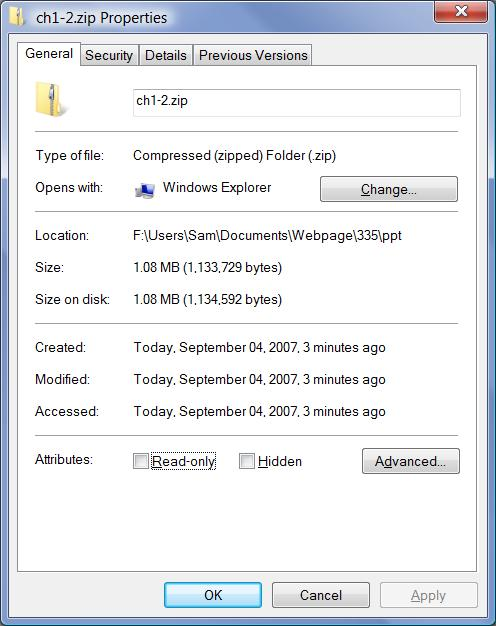 ch1-2.zip Properties
General Security Details Previous Versions
ch1-2.zip
Type of file: Compressed (zipped) Folder (.zip)
Opens with: Windows Explorer Change...
Location: F:\Users\Sam\Documents\Webpage\335\ppt
Size: 1.08 MB (1,133,729 bytes)
Size on disk: 1.08 MB (1,134,592 bytes)
Created: Today, September 04, 2007, 3 minutes ago
Modified: Today, September 04, 2007, 3 minutes ago
Accessed: Today, September 04, 2007, 3 minutes ago
Attributes: Read-only Hidden Advanced...
OK Cancel Apply